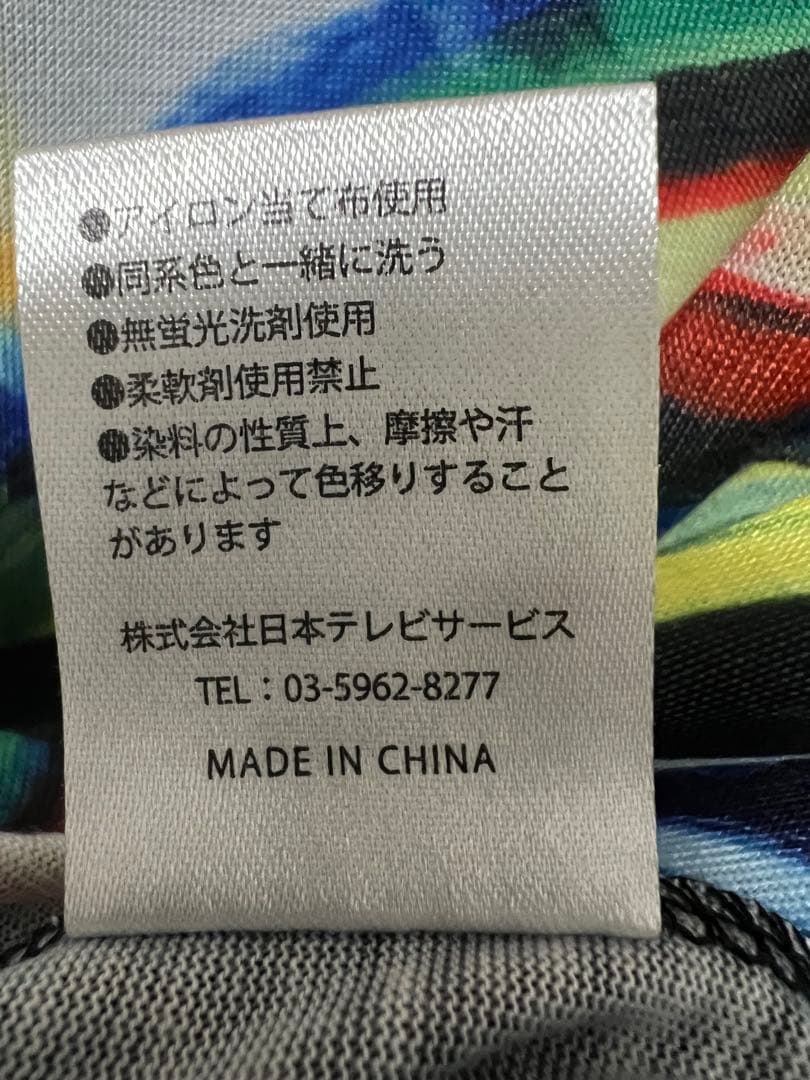 ●アイロン当て布使用
●同系色と一緒に洗う
●無蛍光洗剤使用
●柔軟剤使用禁止
●染料の性質上、摩擦や汗
などによって色移りすること
があります
株式会社日本テレビサービス
TEL：03-5962-8277
MADE IN CHINA